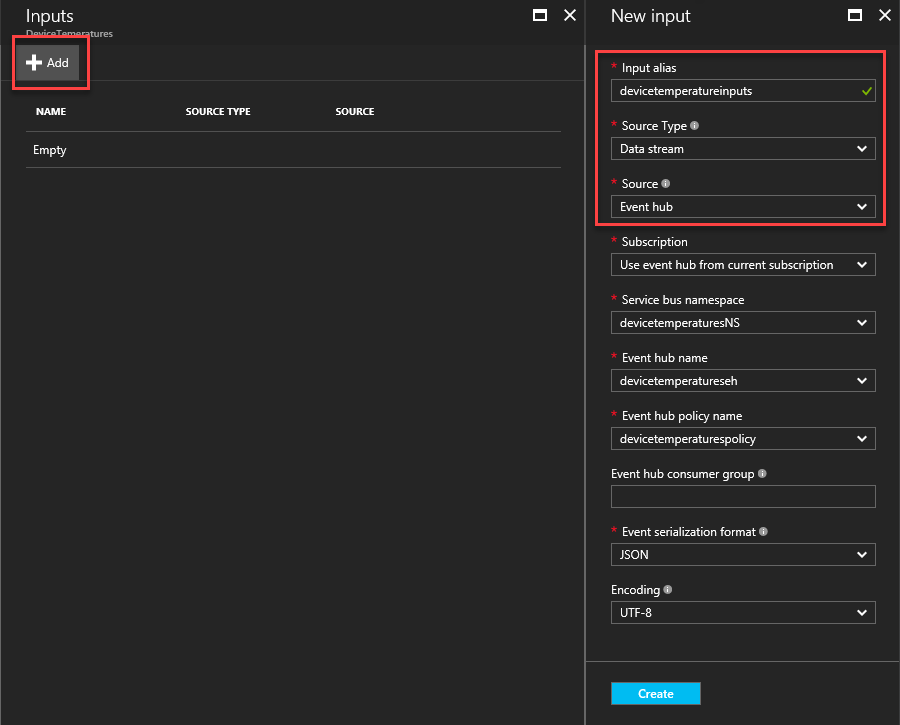 Inputs
DeviceTemeratures
Add
NAME SOURCE TYPE SOURCE
Empty
New input
* Input alias
devicetemperatureinputs
* Source Type
Data stream
* Source
Event hub
* Subscription
Use event hub from current subscription
* Service bus namespace
devicetemperaturesNS
* Event hub name
devicetemperatureseh
* Event hub policy name
devicetemperaturespolicy
Event hub consumer group
* Event serialization format
JSON
Encoding
UTF-8
Create